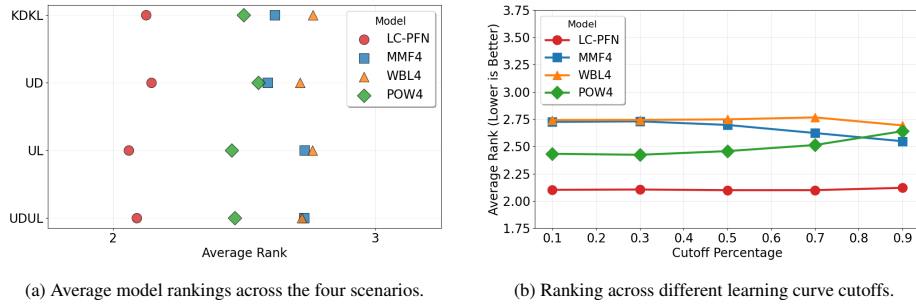 KDKL
UD
UL
UDUL
2
3
Average Rank
Model
LC-PFN
MMF4
WBL4
POW4
(a) Average model rankings across the four scenarios.
Average Rank (Lower is Better)
3.75
3.50
3.25
3.00
2.75
2.50
2.25
2.00
1.75
Model
LC-PFN
MMF4
WBL4
POW4
0.1 0.2 0.3 0.4 0.5 0.6 0.7 0.8 0.9
Cutoff Percentage
(b) Ranking across different learning curve cutoffs.